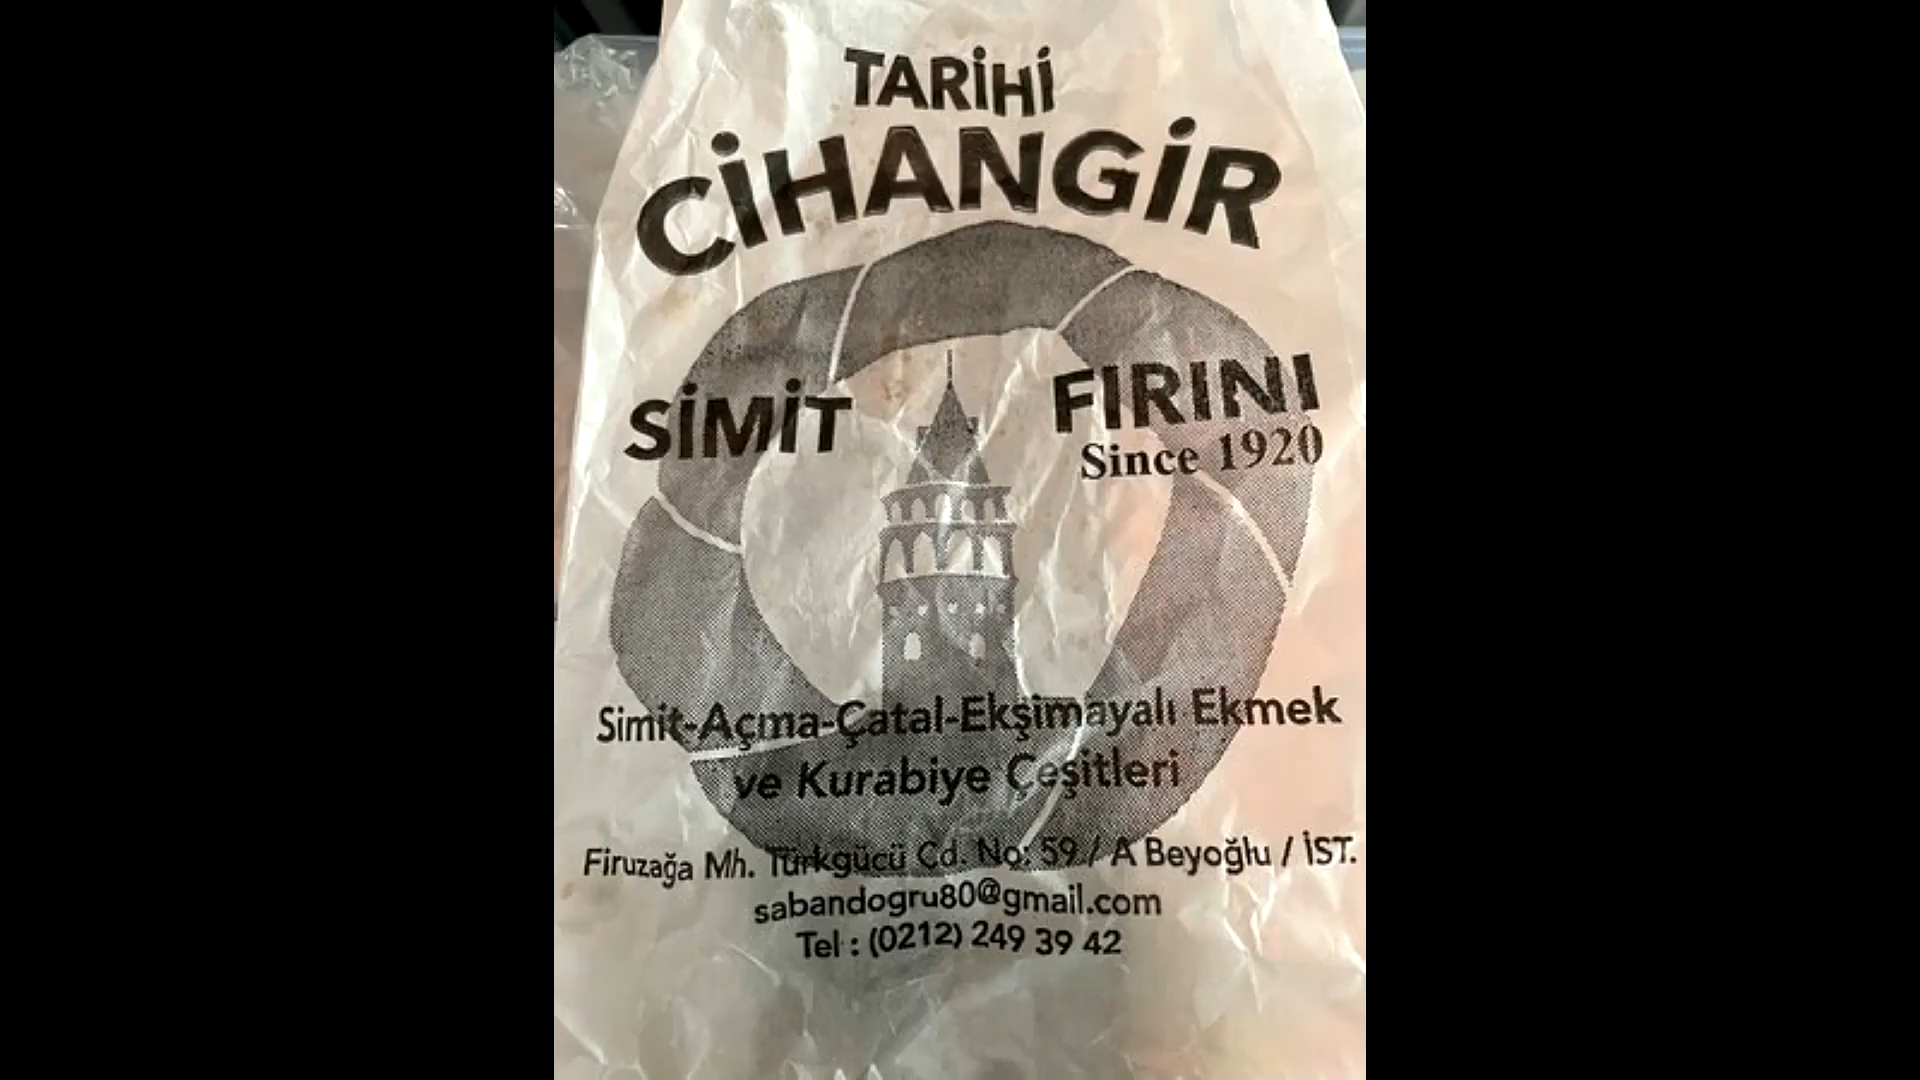 TARİHİ
CİHANGİR
SİMİT FIRINI
Since 1920
Simit-Açma-Çatal-Ekşimayalı Ekmek
ve Kurabiye Çeşitleri
Firuzağa Mh. Türkgücü Cd. No: 59 / A Beyoğlu / İST.
sabandogru80@gmail.com
Tel : (0212) 249 39 42